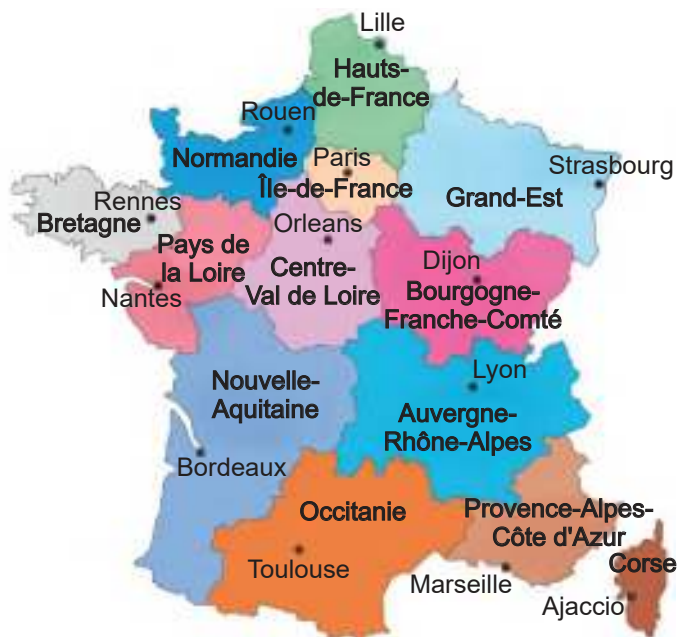 Lille
Hauts-
de-France
Rouen
Normandie
Paris
Île-de-France
Strasbourg
Grand-Est
Rennes
Bretagne
Orleans
Pays de
la Loire
Centre-
Val de Loire
Dijon
Bourgogne-
Franche-Comté
Nantes
Nouvelle-
Aquitaine
Lyon
Auvergne-
Rhône-Alpes
Bordeaux
Occitanie
Provence-Alpes-
Côte d'Azur
Toulouse
Marseille
Corse
Ajaccio